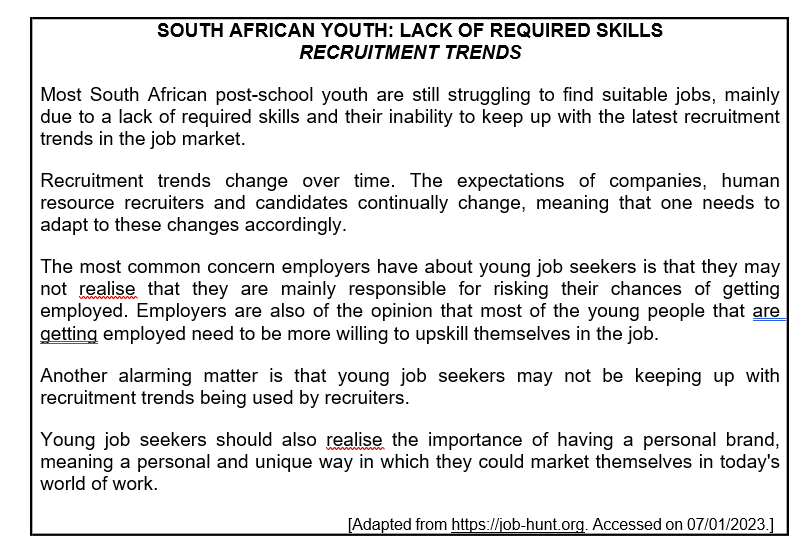 SOUTH AFRICAN YOUTH: LACK OF REQUIRED SKILLS
RECRUITMENT TRENDS
Most South African post-school youth are still struggling to find suitable jobs, mainly
due to a lack of required skills and their inability to keep up with the latest recruitment
trends in the job market.
Recruitment trends change over time. The expectations of companies, human
resource recruiters and candidates continually change, meaning that one needs to
adapt to these changes accordingly.
The most common concern employers have about young job seekers is that they may
not realise that they are mainly responsible for risking their chances of getting
employed. Employers are also of the opinion that most of the young people that are
getting employed need to be more willing to upskill themselves in the job.
Another alarming matter is that young job seekers may not be keeping up with
recruitment trends being used by recruiters.
Young job seekers should also realise the importance of having a personal brand,
meaning a personal and unique way in which they could market themselves in today's
world of work.
[Adapted from https://job-hunt.org. Accessed on 07/01/2023.]